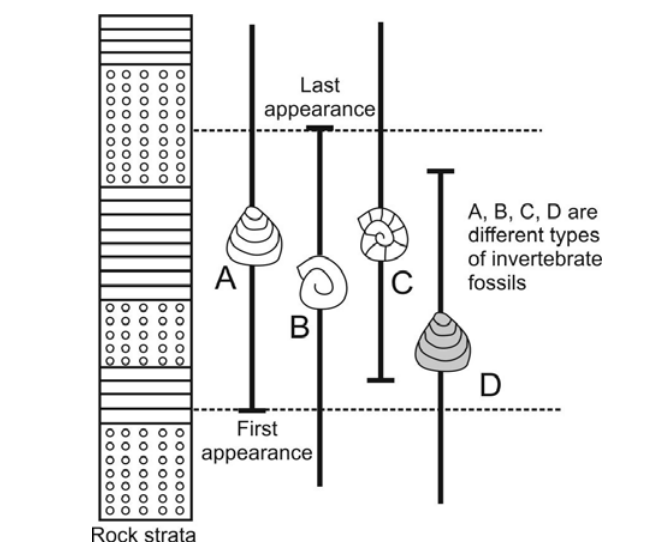 Last
appearance
A, B, C, D are
different types
of invertebrate
fossils
A
B
C
D
First
appearance
Rock strata